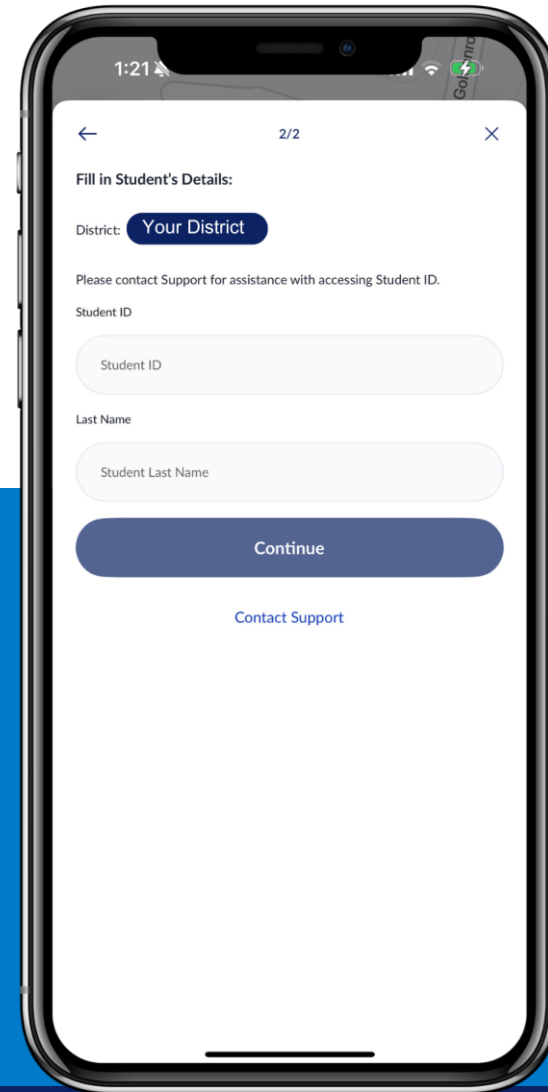 1:21
2/2
Fill in Student's Details:
District: Your District
Please contact Support for assistance with accessing Student ID.
Student ID
Student ID
Last Name
Student Last Name
Continue
Contact Support